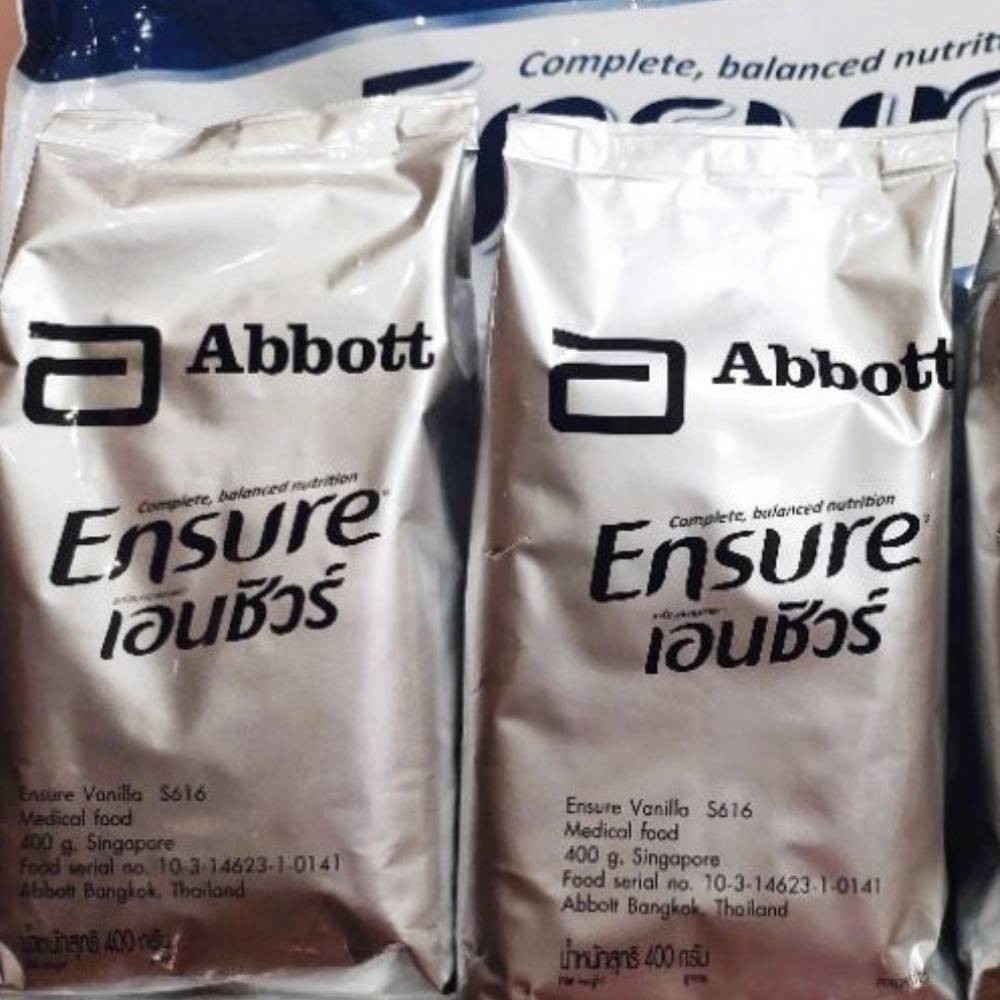 Complete, balanced
Abbott
Complete, balanced nutrition
Ensure
เอนชัวร์
Ensure Vanilla S616
Medical food
400 g. Singapore
Food serial no. 10-3-14623-1-0141
Abbott Bangkok, Thailand
น้ำหนักสุทธิ 400 กรัม
Abbott
Complete, balanced nutrition
Ensure
เอนชัวร์
Ensure Vanilla S616
Medical food
400 g. Singapore
Food serial no. 10-3-14623-1-0141
Abbott Bangkok, Thailand
น้ำหนักสุทธิ 400 กรัม